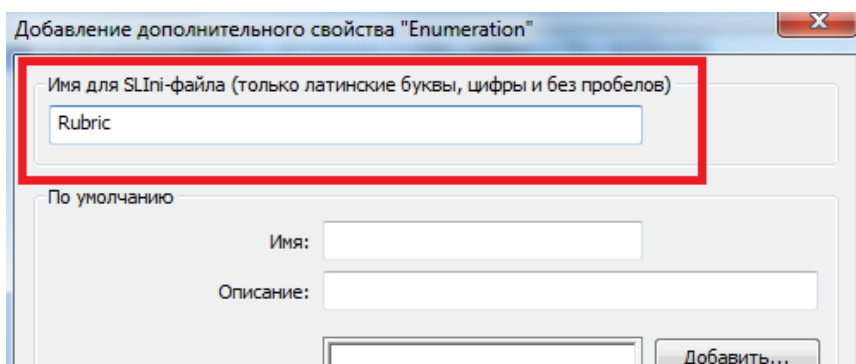 Добавление дополнительного свойства "Enumeration"
Имя для SLIni-файла (только латинские буквы, цифры и без пробелов)
Rubric
По умолчанию
Имя:
Описание:
Добавить...